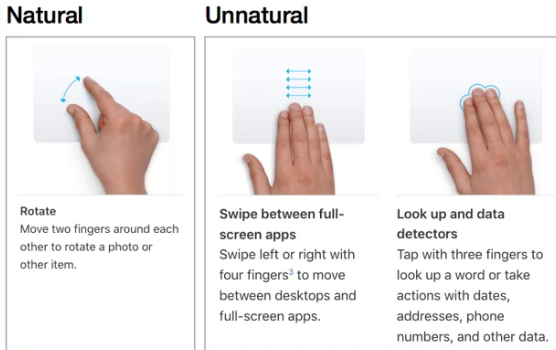 Natural
Unnatural
Rotate
Move two fingers around each
other to rotate a photo or
other item.
Swipe between full-
screen apps
Swipe left or right with
four fingers³ to move
between desktops and
full-screen apps.
Look up and data
detectors
Tap with three fingers to
look up a word or take
actions with dates,
addresses, phone
numbers, and other data.